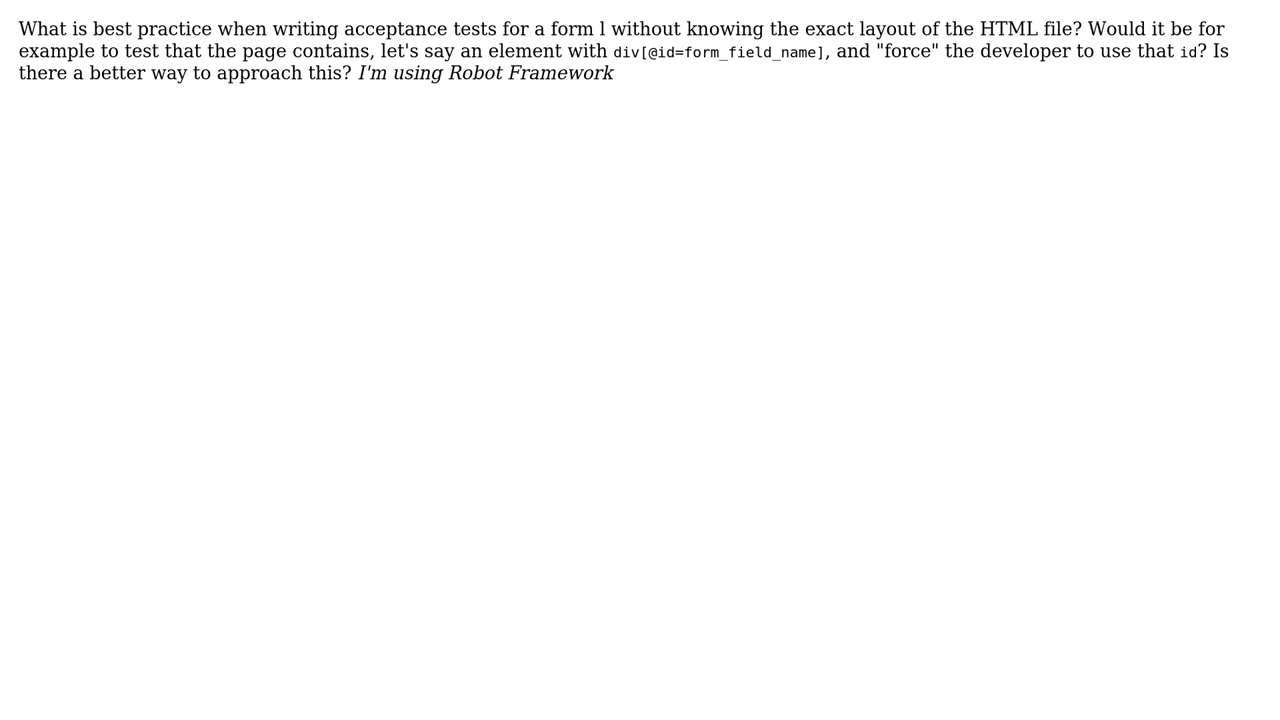 What is best practice when writing acceptance tests for a form l without knowing the exact layout of the HTML file? Would it be for
example to test that the page contains, let's say an element with div[@id=form_field_name], and "force" the developer to use that id? Is
there a better way to approach this? I'm using Robot Framework